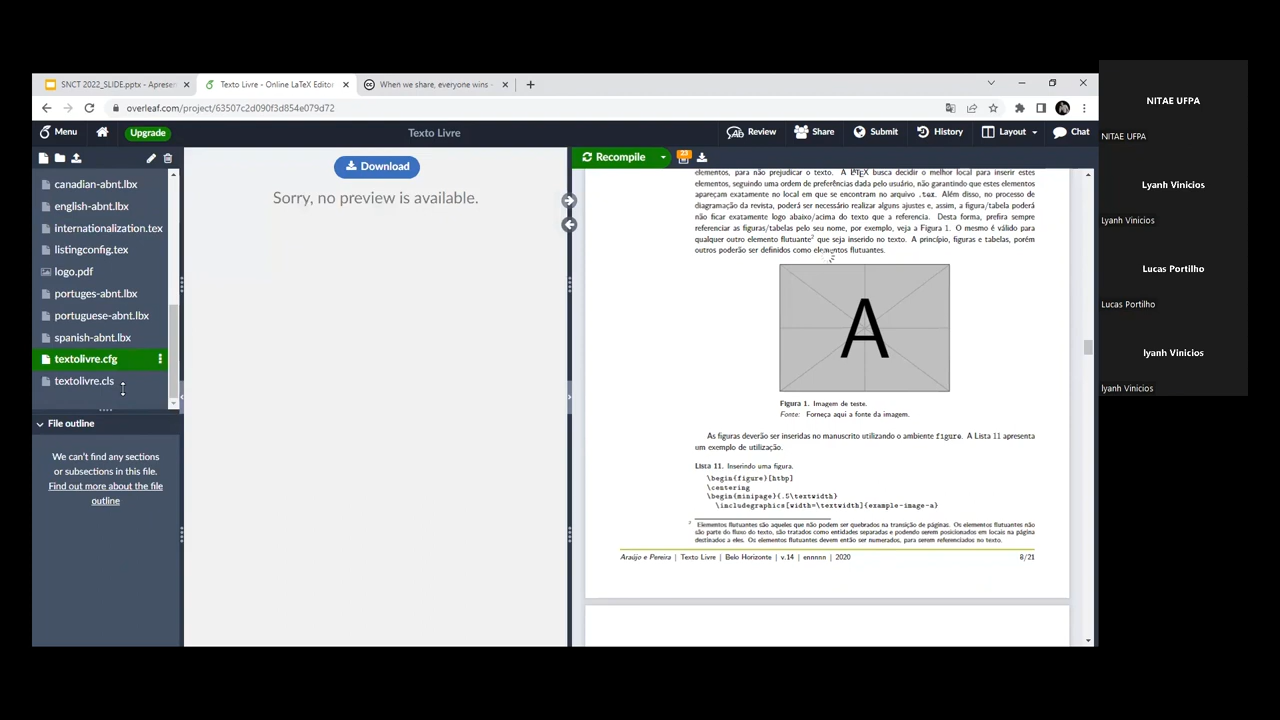 SNCT 2022_SLIDE.pptx - Apresen
Texto Livre - Online LaTeX Editor
When we share, everyone wins -
overleaf.com/project/63507c2d090f3d854e079d72
Menu
Upgrade
Texto Livre
Review
Share
Submit
History
Layout
Chat
canadian-abnt.lbx
english-abnt.lbx
internationalization.tex
listingconfig.tex
logo.pdf
portuges-abnt.lbx
portuguese-abnt.lbx
spanish-abnt.lbx
textolivre.cfg
textolivre.cls
File outline
We can't find any sections
or subsections in this file.
Find out more about the file
outline
Download
Sorry, no preview is available.
Recompile
23
elementos, para não prejudicar o texto. A LATEX busca decidir o melhor local para inserir estes
elementos, seguindo uma ordem de preferências dada pelo usuário, não garantindo que estes elementos
apareçam exatamente no local em que se encontram no arquivo .tex. Além disso, no processo de
diagramação da revista, poderá ser necessário realizar alguns ajustes e, assim, a figura/tabela poderá
não ficar exatamente logo abaixo/acima do texto que a referencia. Desta forma, prefira sempre
referenciar as figuras/tabelas pelo seu nome, por exemplo, veja a Figura 1. O mesmo é válido para
qualquer outro elemento flutuante2 que seja inserido no texto. A princípio, figuras e tabelas, porém
outros poderão ser definidos como elementos flutuantes.
A
Figura 1. Imagem de teste.
Fonte: Forneça aqui a fonte da imagem.
As figuras deverão ser inseridas no manuscrito utilizando o ambiente figure. A Lista 11 apresenta
um exemplo de utilização.
Lista 11. Inserindo uma figura.
\begin{figure}[htbp]
\centering
\begin{minipage}{.5\textwidth}
\includegraphics[width=\textwidth]{example-image-a}
2 Elementos flutuantes são aqueles que não podem ser quebrados na transição de páginas. Os elementos flutuantes não
são parte do fluxo do texto, são tratados como entidades separadas e podendo serem posicionados em locais na página
destinados a eles. Os elementos flutuantes devem então ser numerados, para serem referenciados no texto.
Araújo e Pereira | Texto Livre | Belo Horizonte | v.14 | ennnnn | 2020
8/21
NITAE UFPA
NITAE UFPA
Lyanh Vinicios
Lyanh Vinicios
Lucas Portilho
Lucas Portilho
lyanh Vinicios
lyanh Vinicios